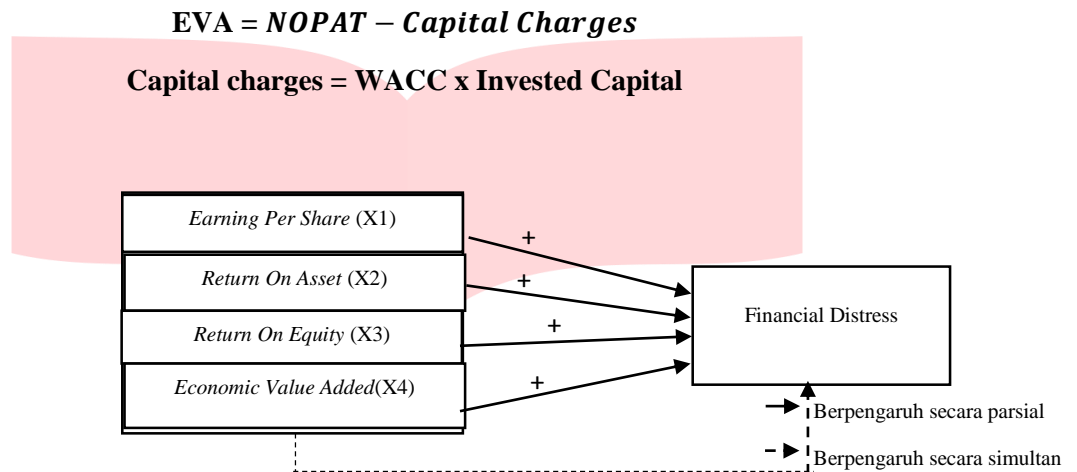 EVA = NOPAT – Capital Charges
Capital charges = WACC x Invested Capital
Earning Per Share (X1)
+
Return On Asset (X2)
+
Return On Equity (X3)
+
Economic Value Added(X4)
+
Financial Distress
Berpengaruh secara parsial
Berpengaruh secara simultan